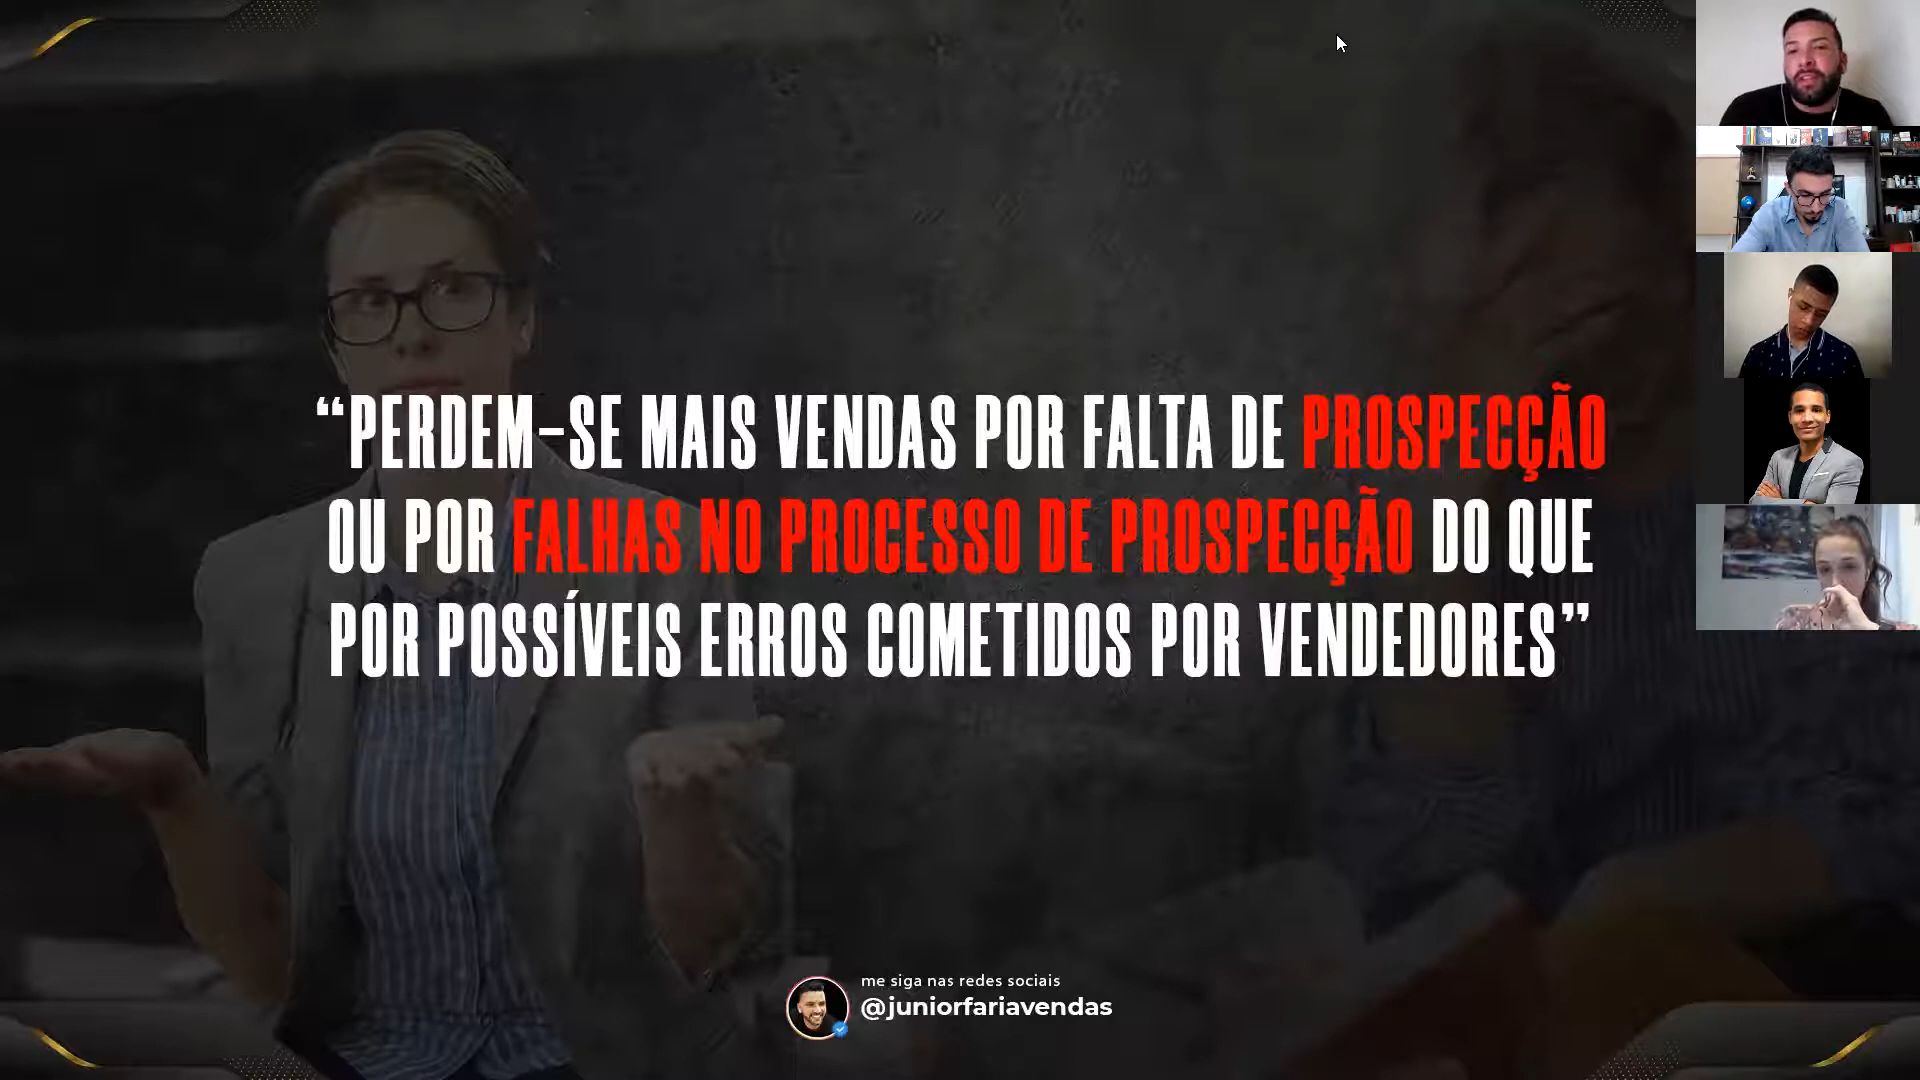 “PERDEM-SE MAIS VENDAS POR FALTA DE PROSPECÇÃO
OU POR FALHAS NO PROCESSO DE PROSPECÇÃO DO QUE
POR POSSÍVEIS ERROS COMETIDOS POR VENDEDORES”
me siga nas redes sociais
@juniorfariavendas